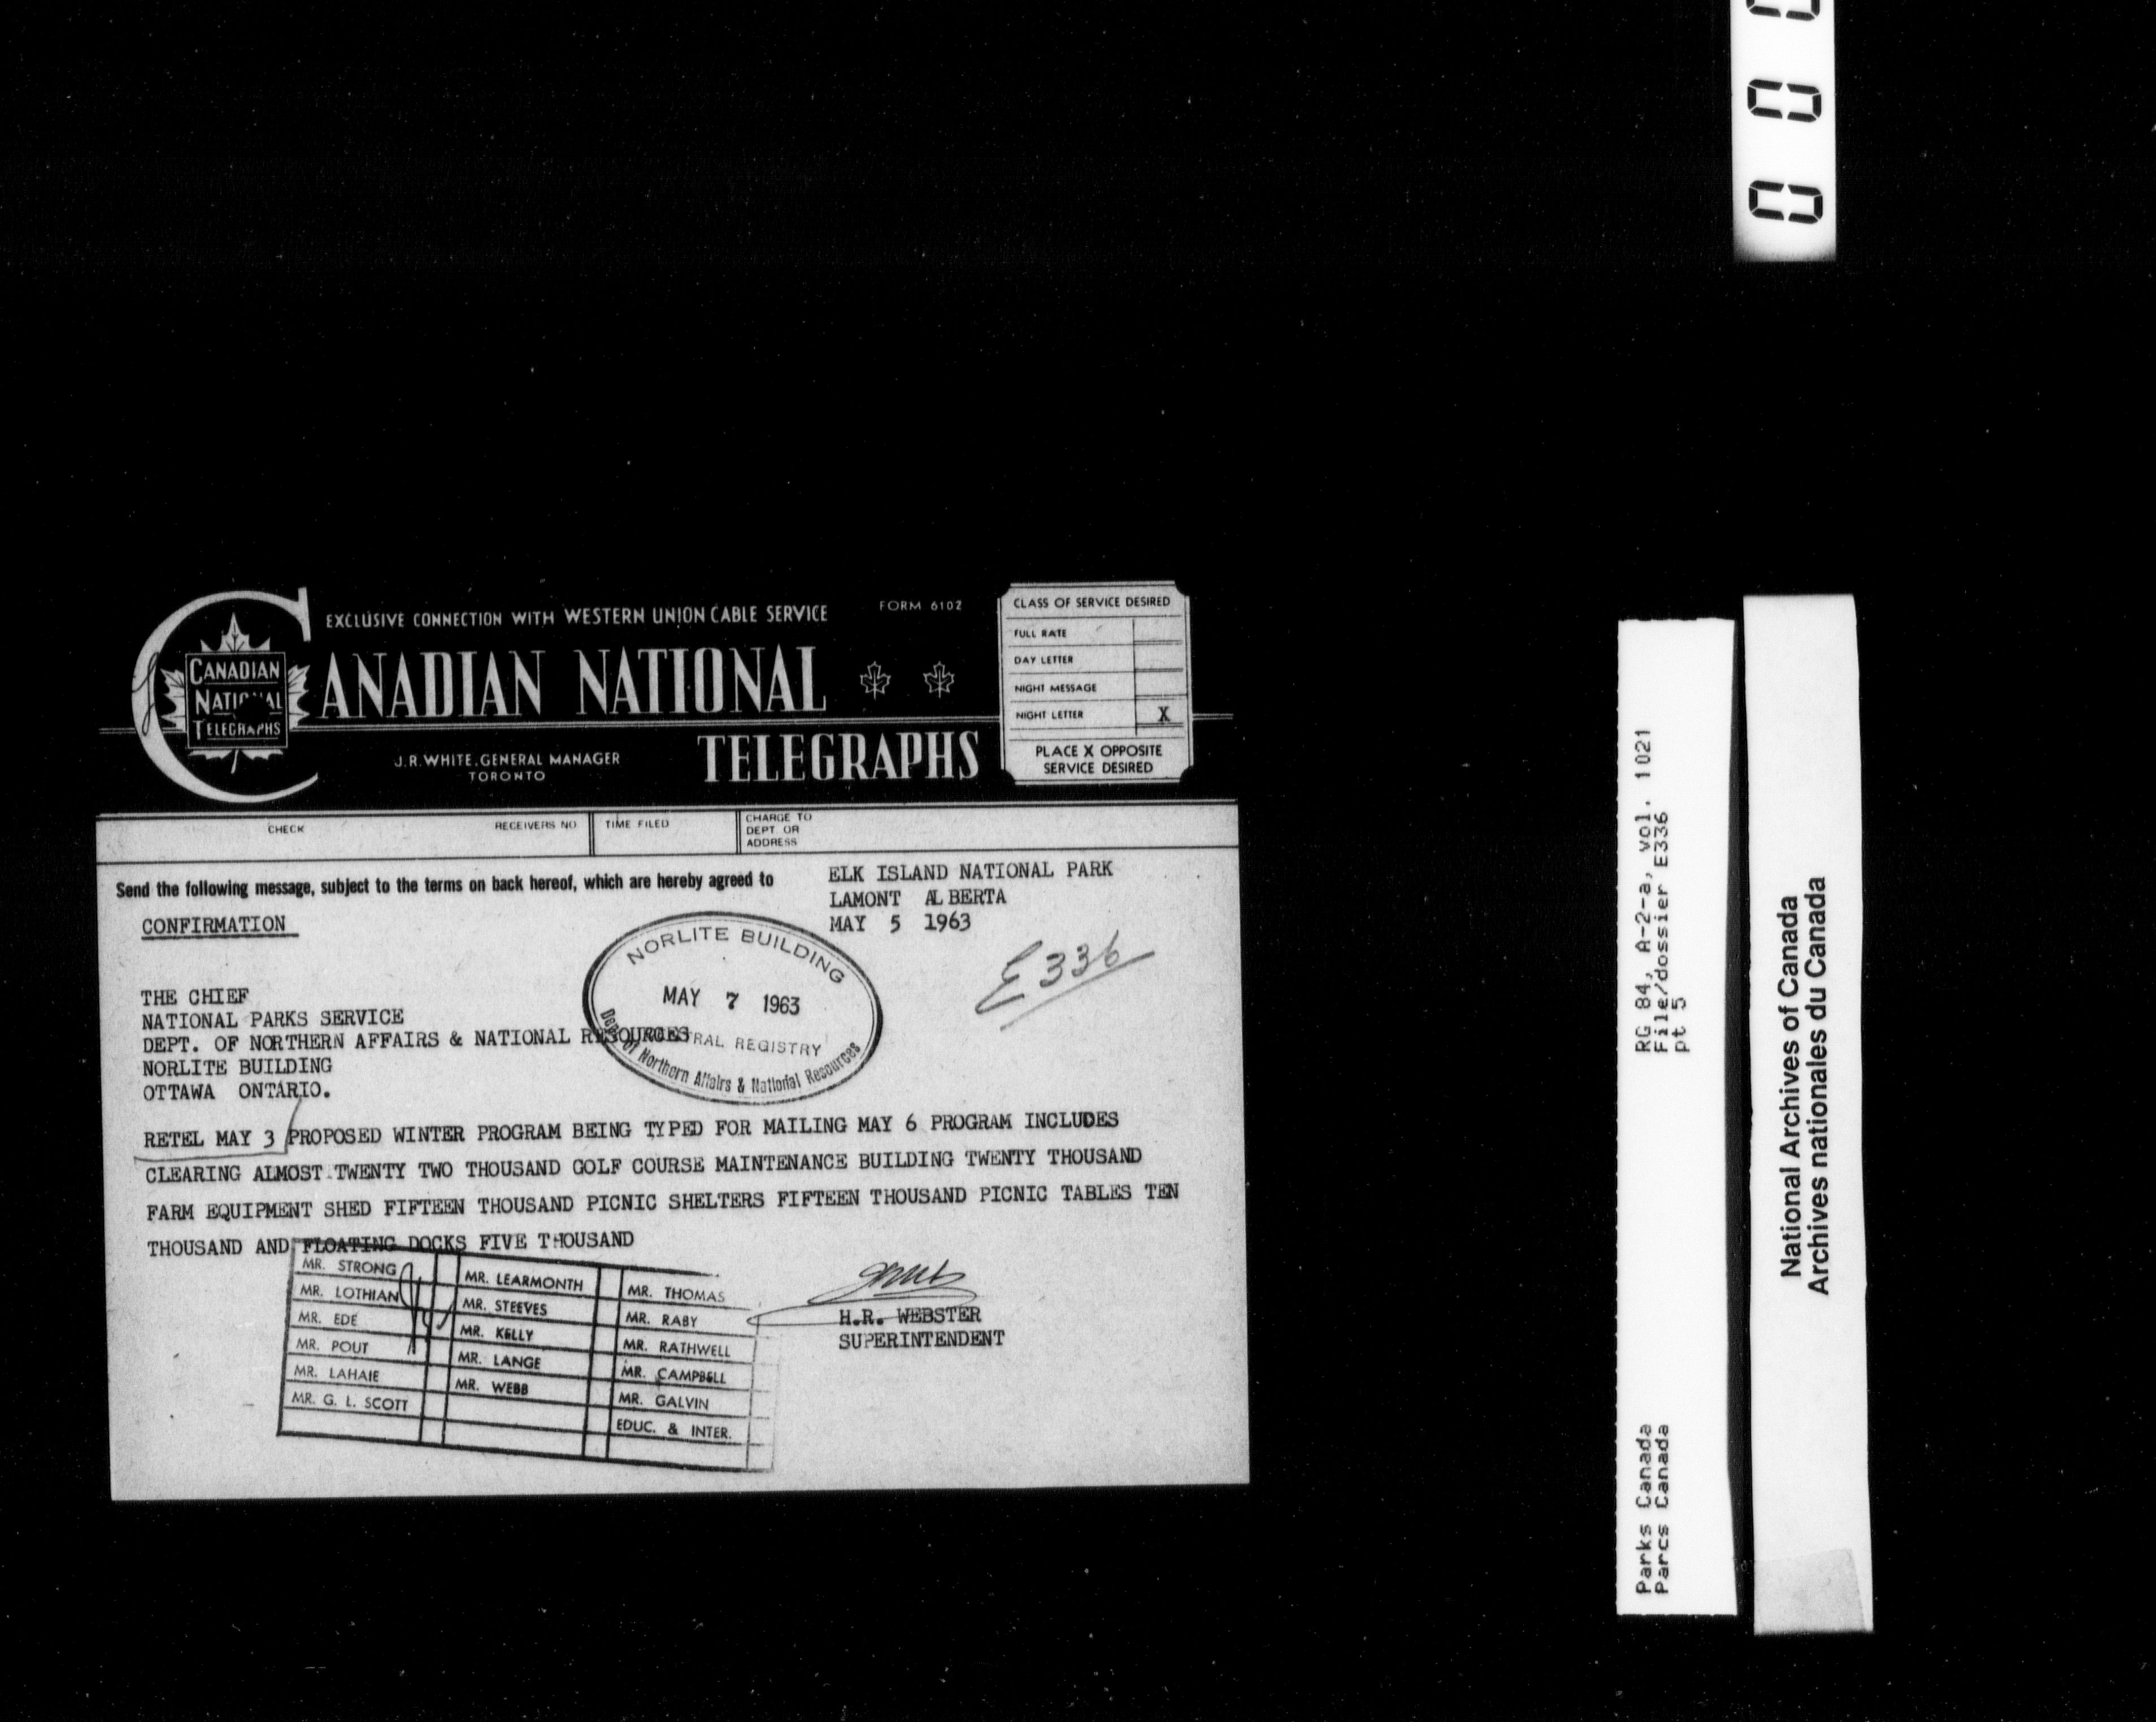 0 0 0
EXCLUSIVE CONNECTION WITH WESTERN UNION CABLE SERVICE
FORM 6102
CANADIAN NATIONAL
TELEGRAPHS
CANADIAN
NATIONAL
TELEGRAPHS
J.R. WHITE, GENERAL MANAGER
TORONTO
CLASS OF SERVICE DESIRED
FULL RATE
DAY LETTER
NIGHT MESSAGE
NIGHT LETTER X
PLACE X OPPOSITE
SERVICE DESIRED
CHECK
RECEIVERS NO
TIME FILED
CHARGE TO
DEPT OR
ADDRESS
Send the following message, subject to the terms on back hereof, which are hereby agreed to
ELK ISLAND NATIONAL PARK
LAMONT ALBERTA
MAY 5 1963
CONFIRMATION
E336
NORLITE BUILDING
MAY 7 1963
CENTRAL REGISTRY
Dept of Northern Affairs & National Resources
THE CHIEF
NATIONAL PARKS SERVICE
DEPT. OF NORTHERN AFFAIRS & NATIONAL RESOURCES
NORLITE BUILDING
OTTAWA ONTARIO.
RETEL MAY 3 PROPOSED WINTER PROGRAM BEING TYPED FOR MAILING MAY 6 PROGRAM INCLUDES
CLEARING ALMOST TWENTY TWO THOUSAND GOLF COURSE MAINTENANCE BUILDING TWENTY THOUSAND
FARM EQUIPMENT SHED FIFTEEN THOUSAND PICNIC SHELTERS FIFTEEN THOUSAND PICNIC TABLES TEN
THOUSAND AND FLOATING DOCKS FIVE THOUSAND
MR. STRONG
MR. LOTHIAN
MR. EDE
MR. POUT
MR. LAHAIE
MR. G. L. SCOTT
MR. LEARMONTH
MR. STEEVES
MR. KELLY
MR. LANGE
MR. WEBB
MR. THOMAS
MR. RABY
MR. RATHWELL
MR. CAMPBELL
MR. GALVIN
EDUC. & INTER.
H.R. WEBSTER
SUPERINTENDENT
RG 84, A-2-a, vol. 1021
File/dossier E336
pt 5
Parks Canada
Parcs Canada
National Archives of Canada
Archives nationales du Canada